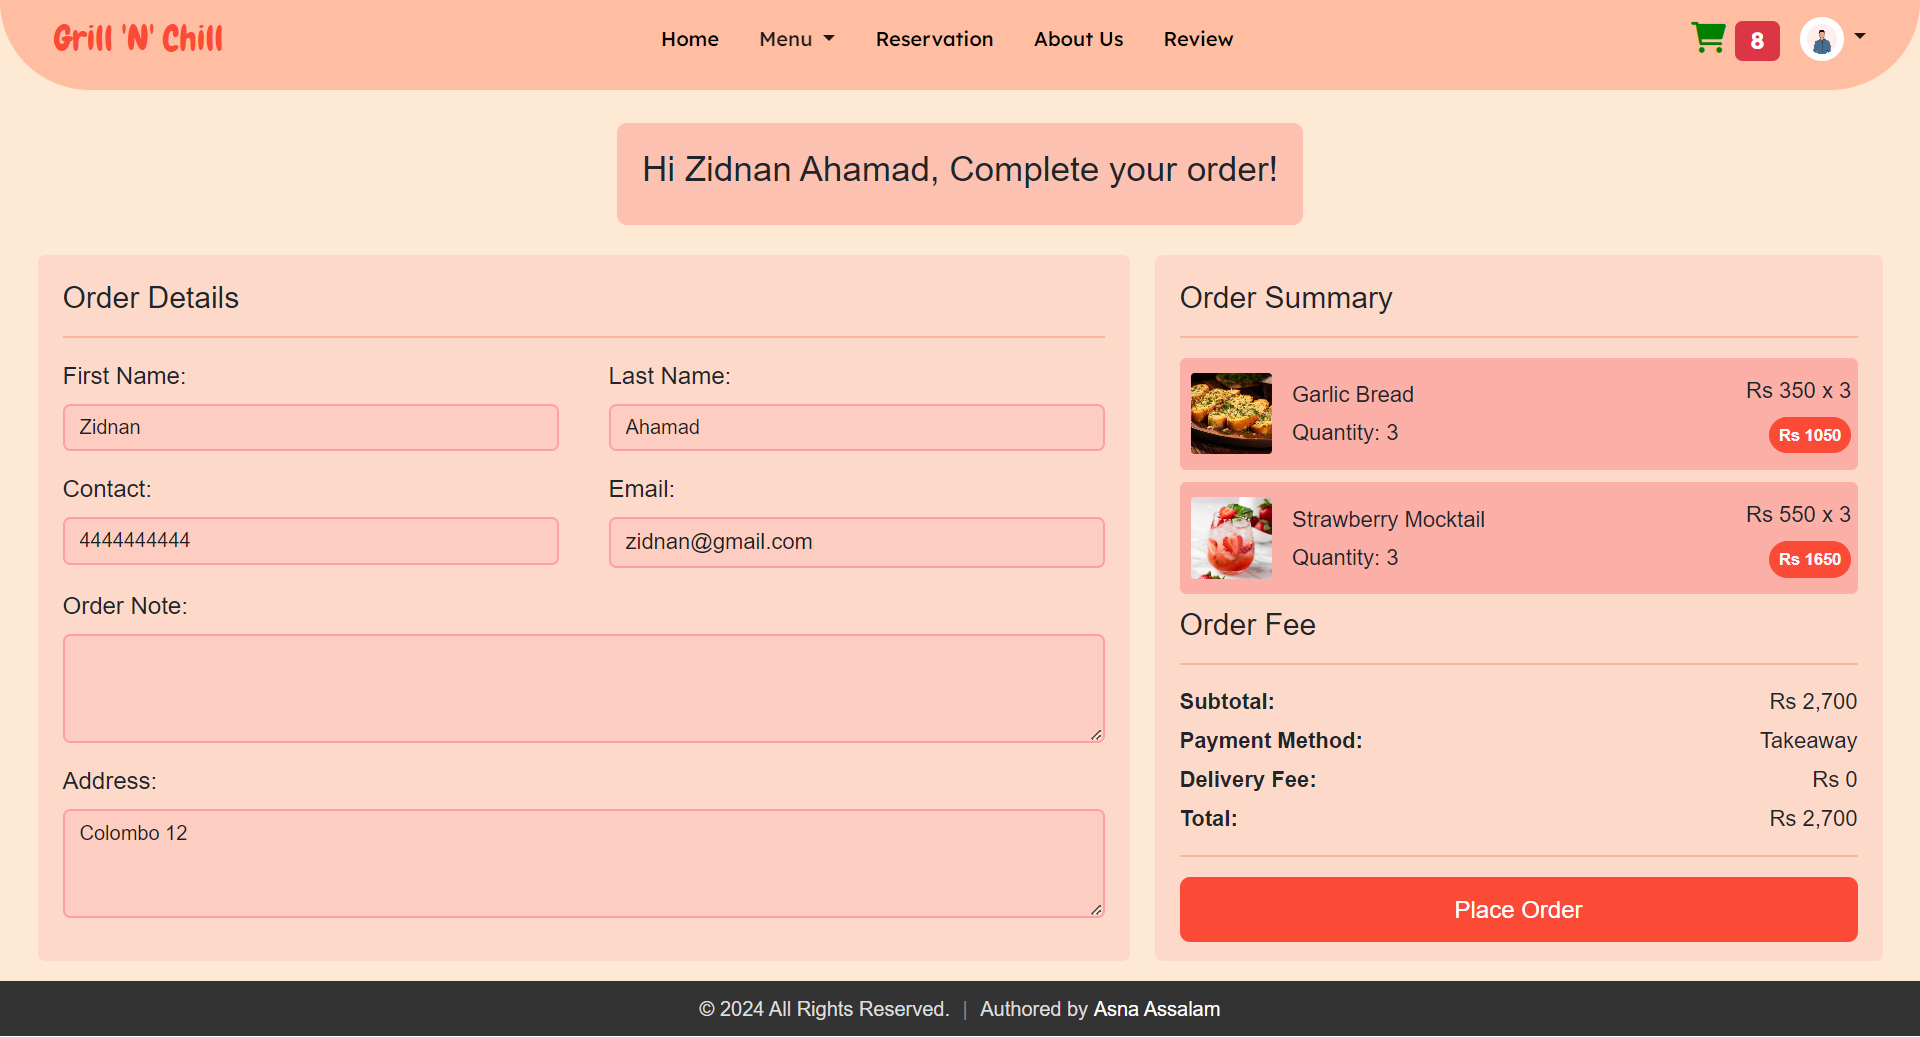 Grill 'N' Chill
Home Menu Reservation About Us Review
8
Hi Zidnan Ahamad, Complete your order!
Order Details
First Name: Last Name:
Zidnan Ahamad
Contact: Email:
4444444444 zidnan@gmail.com
Order Note:
Address:
Colombo 12
Order Summary
Garlic Bread Rs 350 x 3
Quantity: 3 Rs 1050
Strawberry Mocktail Rs 550 x 3
Quantity: 3 Rs 1650
Order Fee
Subtotal: Rs 2,700
Payment Method: Takeaway
Delivery Fee: Rs 0
Total: Rs 2,700
Place Order
© 2024 All Rights Reserved. | Authored by Asna Assalam